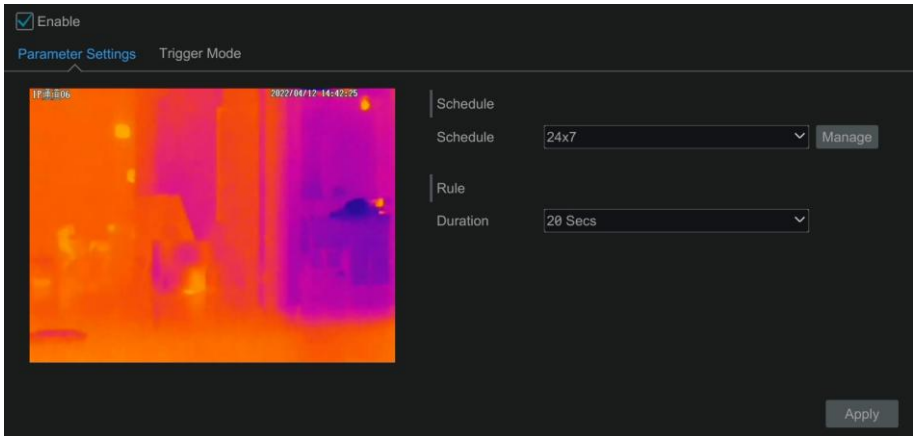 Enable
Parameter Settings
Trigger Mode
2022/04/12 14:42:25
Schedule
Schedule
24x7
Manage
Rule
Duration
20 Secs
Apply